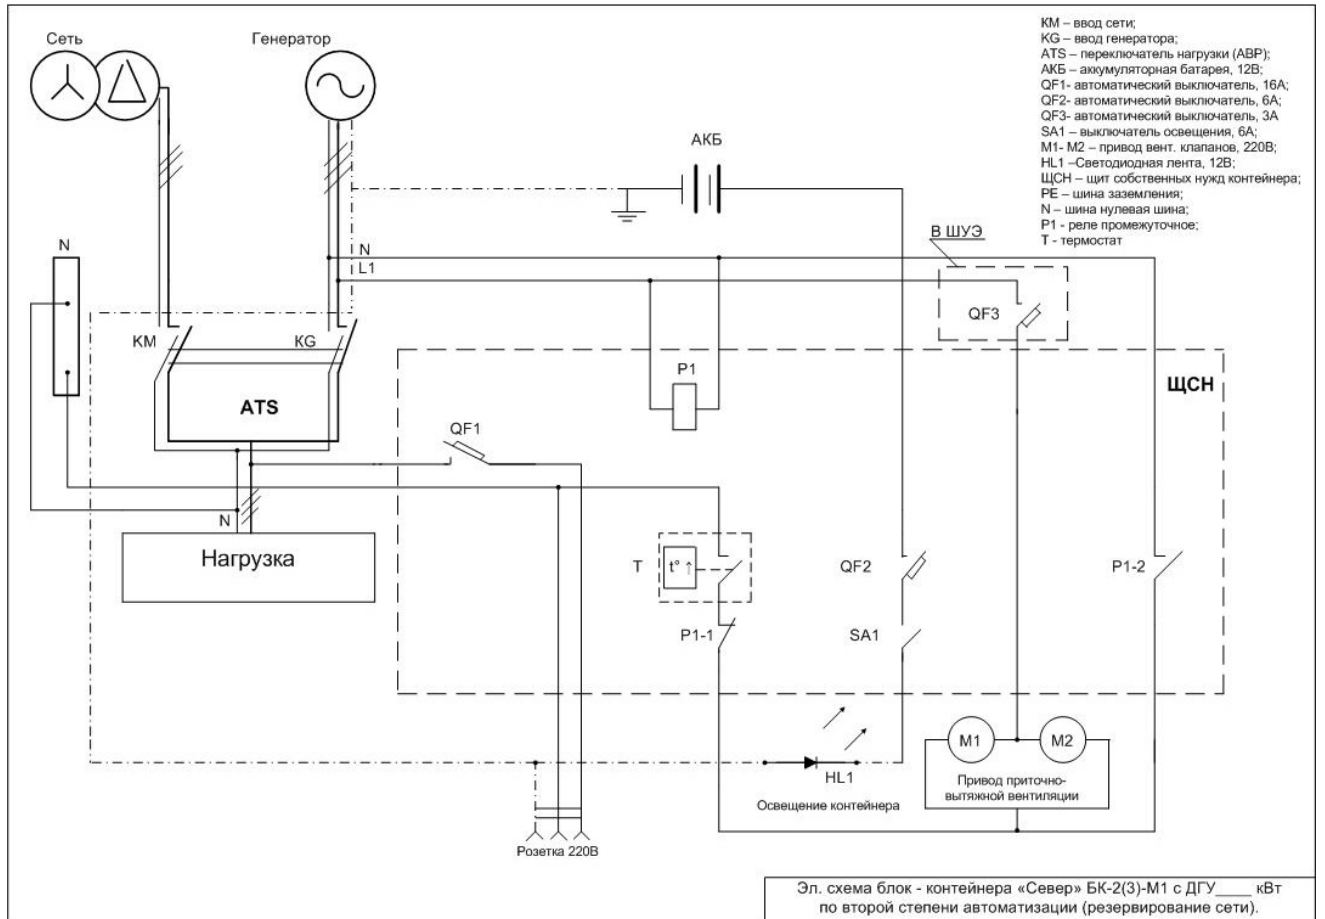 Сеть
Генератор
КМ – ввод сети;
KG – ввод генератора;
ATS – переключатель нагрузки (АВР);
АКБ – аккумуляторная батарея, 12В;
QF1- автоматический выключатель, 16А;
QF2- автоматический выключатель, 6А;
QF3- автоматический выключатель, 3А
SA1 – выключатель освещения, 6А;
М1- М2 – привод вент. клапанов, 220В;
HL1 –Светодиодная лента, 12В;
ЩСН – щит собственных нужд контейнера;
PE – шина заземления;
N – шина нулевая шина;
Р1 - реле промежуточное;
Т - термостат
АКБ
В ШУЭ
N
N
L1
QF3
КМ
KG
P1
ЩСН
ATS
QF1
N
Нагрузка
T
t° ↑
QF2
P1-2
P1-1
SA1
M1
M2
HL1
Привод приточно-
вытяжной вентиляции
Освещение контейнера
Розетка 220В
Эл. схема блок - контейнера «Север» БК-2(3)-М1 с ДГУ____ кВт
по второй степени автоматизации (резервирование сети).